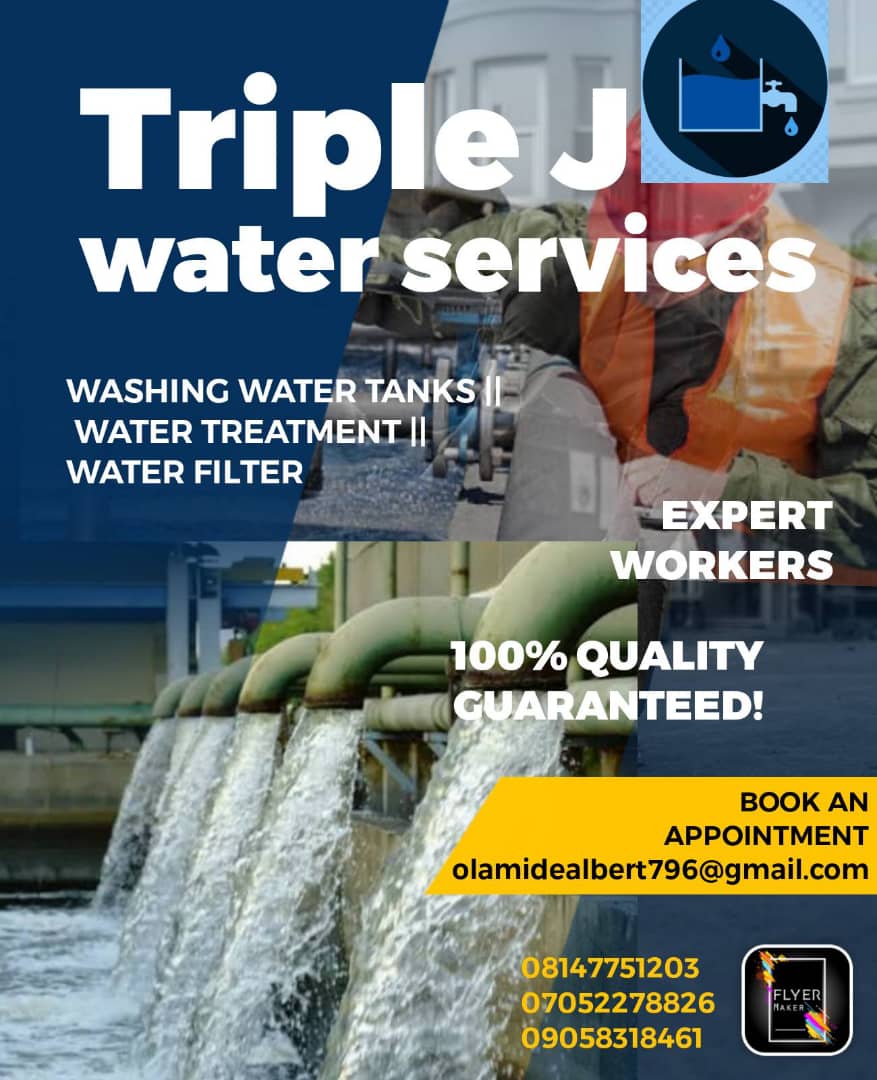 Triple J
water services
WASHING WATER TANKS ||
WATER TREATMENT ||
WATER FILTER
EXPERT
WORKERS
100% QUALITY
GUARANTEED!
BOOK AN
APPOINTMENT
olamidealbert796@gmail.com
08147751203
07052278826
09058318461
FLYER
MAKER